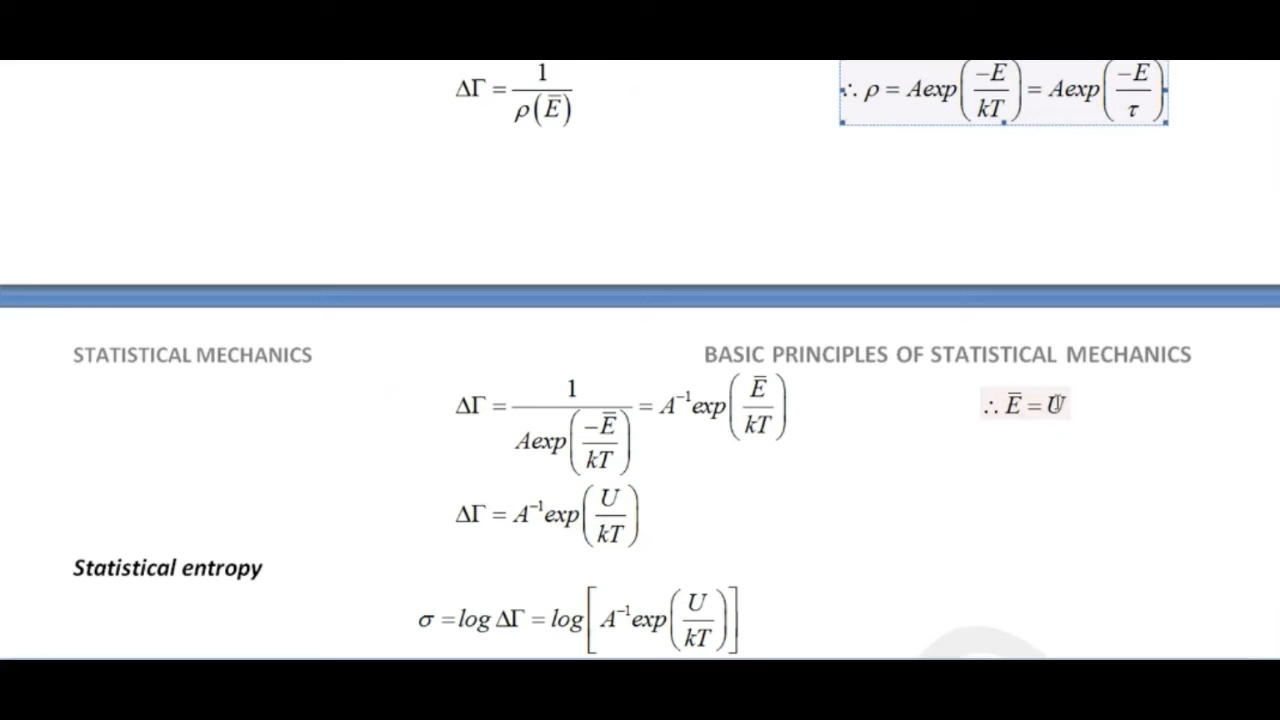 ΔΓ = 1/ρ(Ē)    ∴ ρ = Aexp(−E/kT) = Aexp(−E/τ)
STATISTICAL MECHANICS    BASIC PRINCIPLES OF STATISTICAL MECHANICS
ΔΓ = 1/(Aexp(−Ē/kT)) = A⁻¹exp(Ē/kT)    ∴ Ē = U
ΔΓ = A⁻¹exp(U/kT)
Statistical entropy
σ = log ΔΓ = log[A⁻¹exp(U/kT)]